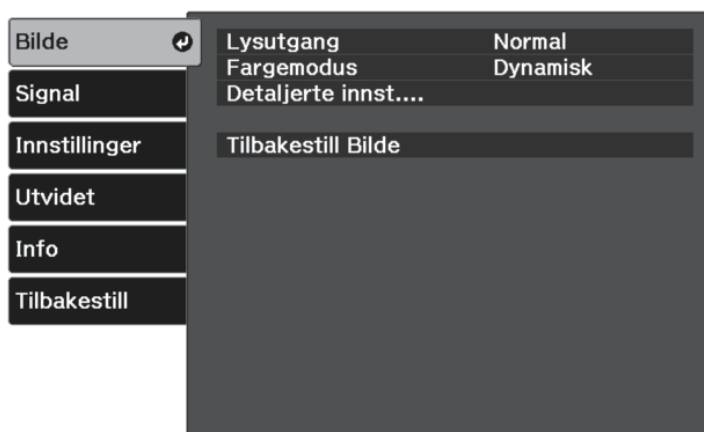 Bilde
Signal
Innstillinger
Utvidet
Info
Tilbakestill
Lysutgang Normal
Fargemodus Dynamisk
Detaljerte innst....
Tilbakestill Bilde